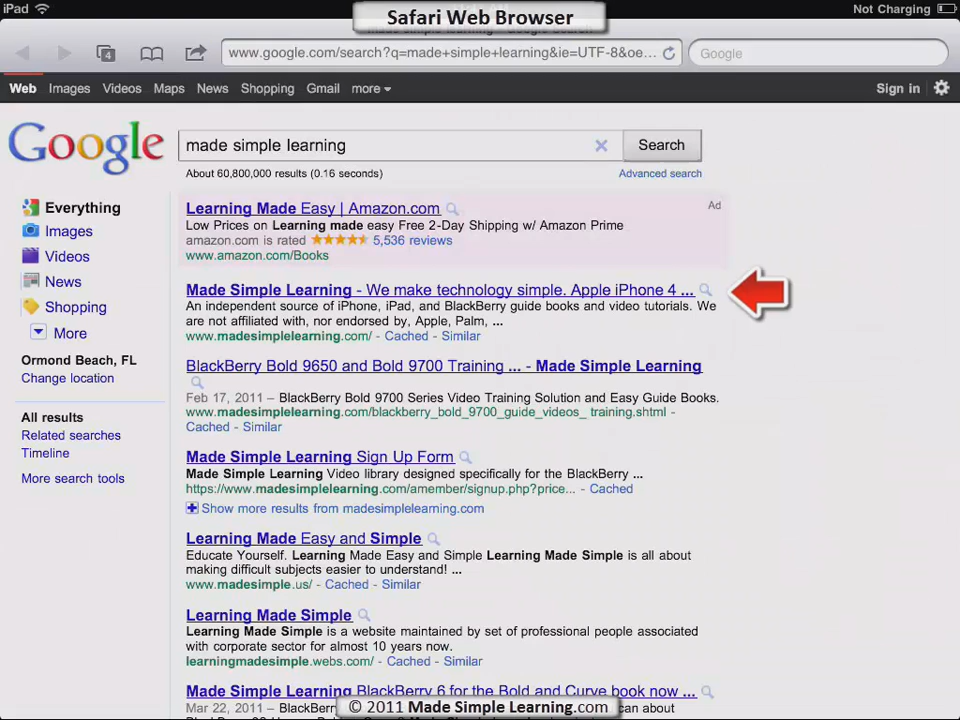 iPad
Safari Web Browser
Not Charging
4
www.google.com/search?q=made+simple+learning&ie=UTF-8&oe...
Google
Web Images Videos Maps News Shopping Gmail more
Sign in
Google
made simple learning
Search
About 60,800,000 results (0.16 seconds)
Advanced search
Everything
Images
Videos
News
Shopping
More
Ormond Beach, FL
Change location
All results
Related searches
Timeline
More search tools
Learning Made Easy | Amazon.com
Ad
Low Prices on Learning made easy Free 2-Day Shipping w/ Amazon Prime
amazon.com is rated 5,536 reviews
www.amazon.com/Books
Made Simple Learning - We make technology simple. Apple iPhone 4 ...
An independent source of iPhone, iPad, and BlackBerry guide books and video tutorials. We
are not affiliated with, nor endorsed by, Apple, Palm, ...
www.madesimplelearning.com/ - Cached - Similar
BlackBerry Bold 9650 and Bold 9700 Training ... - Made Simple Learning
Feb 17, 2011 – BlackBerry Bold 9700 Series Video Training Solution and Easy Guide Books.
www.madesimplelearning.com/blackberry_bold_9700_guide_videos_ training.shtml -
Cached - Similar
Made Simple Learning Sign Up Form
Made Simple Learning Video library designed specifically for the BlackBerry ...
https://www.madesimplelearning.com/amember/signup.php?price... - Cached
Show more results from madesimplelearning.com
Learning Made Easy and Simple
Educate Yourself. Learning Made Easy and Simple Learning Made Simple is all about
making difficult subjects easier to understand! ...
www.madesimple.us/ - Cached - Similar
Learning Made Simple
Learning Made Simple is a website maintained by set of professional people associated
with corporate sector for almost 10 years now.
learningmadesimple.webs.com/ - Cached - Similar
Made Simple Learning BlackBerry 6 for the Bold and Curve book now ...
Mar 22, 2011 –
© 2011 Made Simple Learning.com